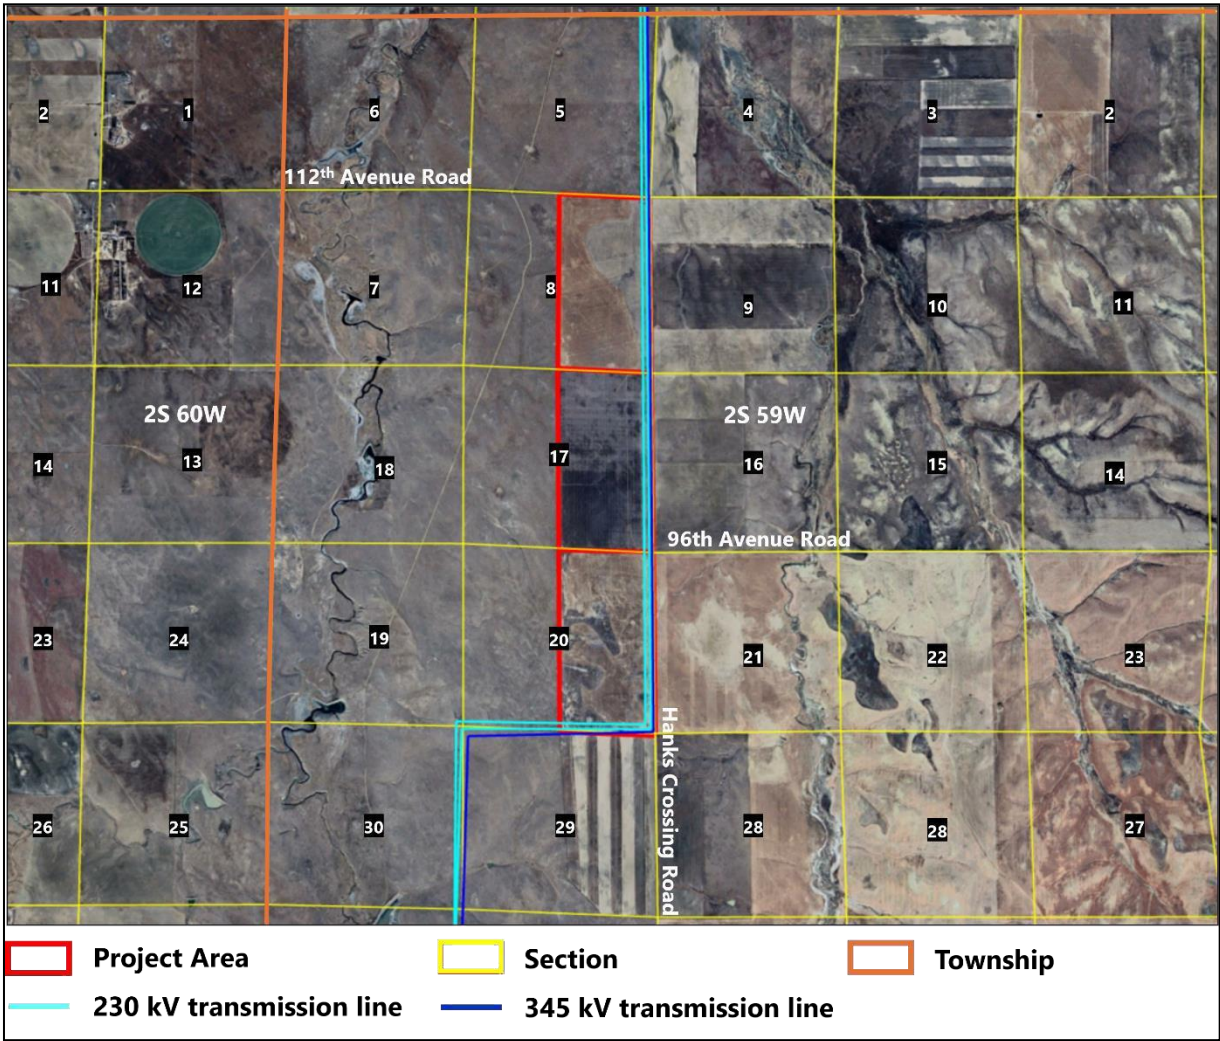 2 1 6 5 4 3 2
112th Avenue Road
11 12 7 8 9 10 11
2S 60W 2S 59W
14 13 18 17 16 15 14
96th Avenue Road
23 24 19 20 21 22 23
Hanks Crossing Road
26 25 30 29 28 28 27
Project Area Section Township
230 kV transmission line 345 kV transmission line